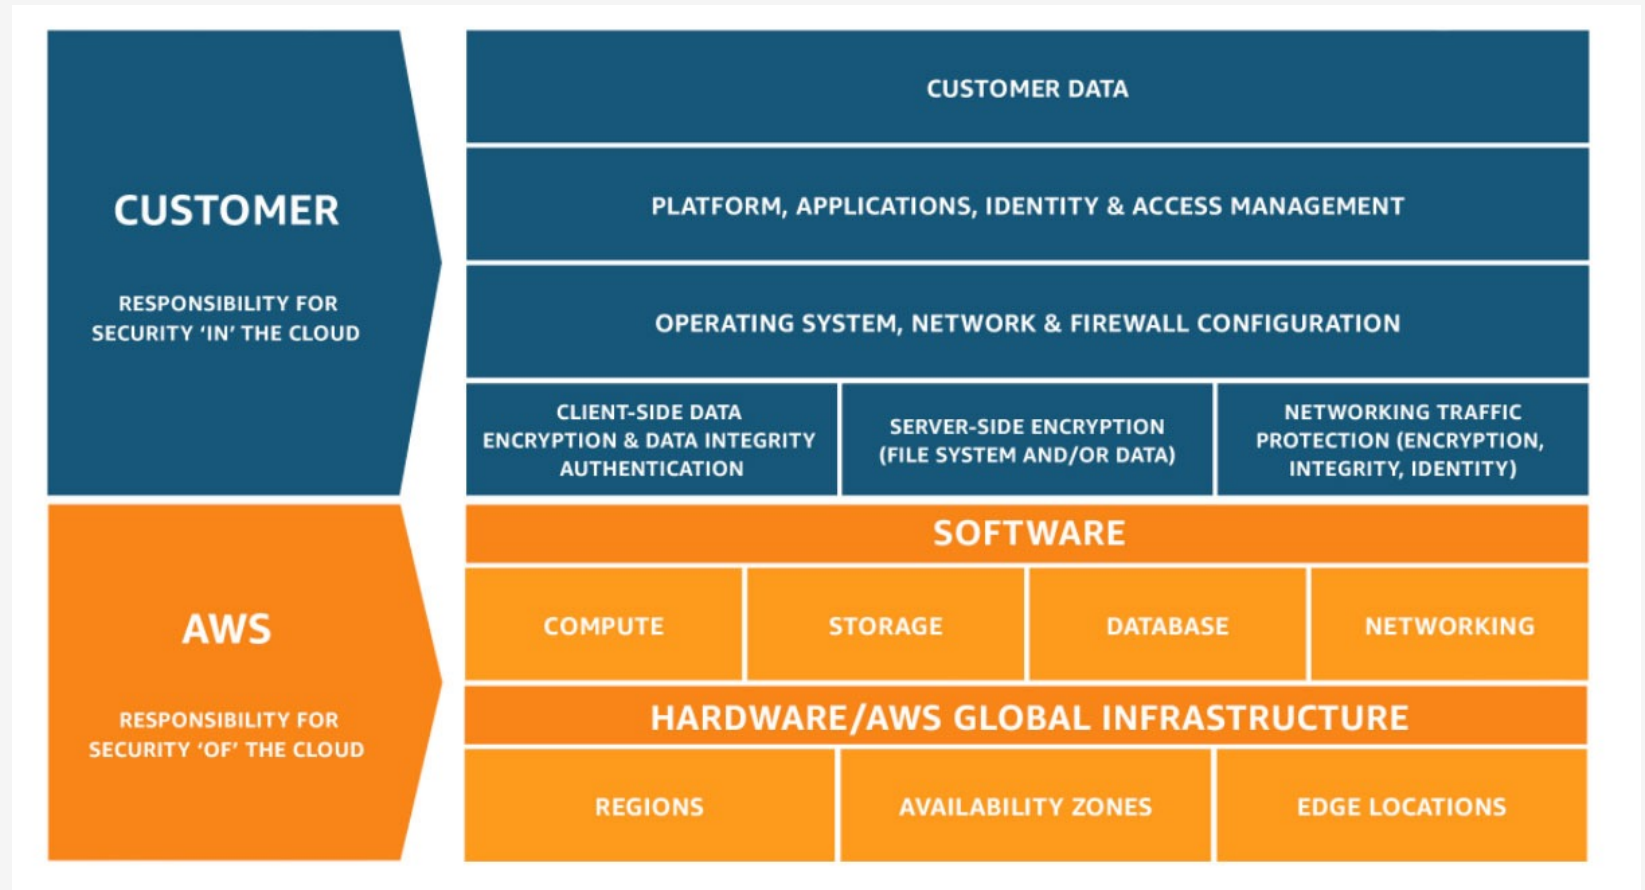 CUSTOMER
RESPONSIBILITY FOR
SECURITY ‘IN’ THE CLOUD
CUSTOMER DATA
PLATFORM, APPLICATIONS, IDENTITY & ACCESS MANAGEMENT
OPERATING SYSTEM, NETWORK & FIREWALL CONFIGURATION
CLIENT-SIDE DATA
ENCRYPTION & DATA INTEGRITY
AUTHENTICATION
SERVER-SIDE ENCRYPTION
(FILE SYSTEM AND/OR DATA)
NETWORKING TRAFFIC
PROTECTION (ENCRYPTION,
INTEGRITY, IDENTITY)
AWS
RESPONSIBILITY FOR
SECURITY ‘OF’ THE CLOUD
SOFTWARE
COMPUTE
STORAGE
DATABASE
NETWORKING
HARDWARE/AWS GLOBAL INFRASTRUCTURE
REGIONS
AVAILABILITY ZONES
EDGE LOCATIONS